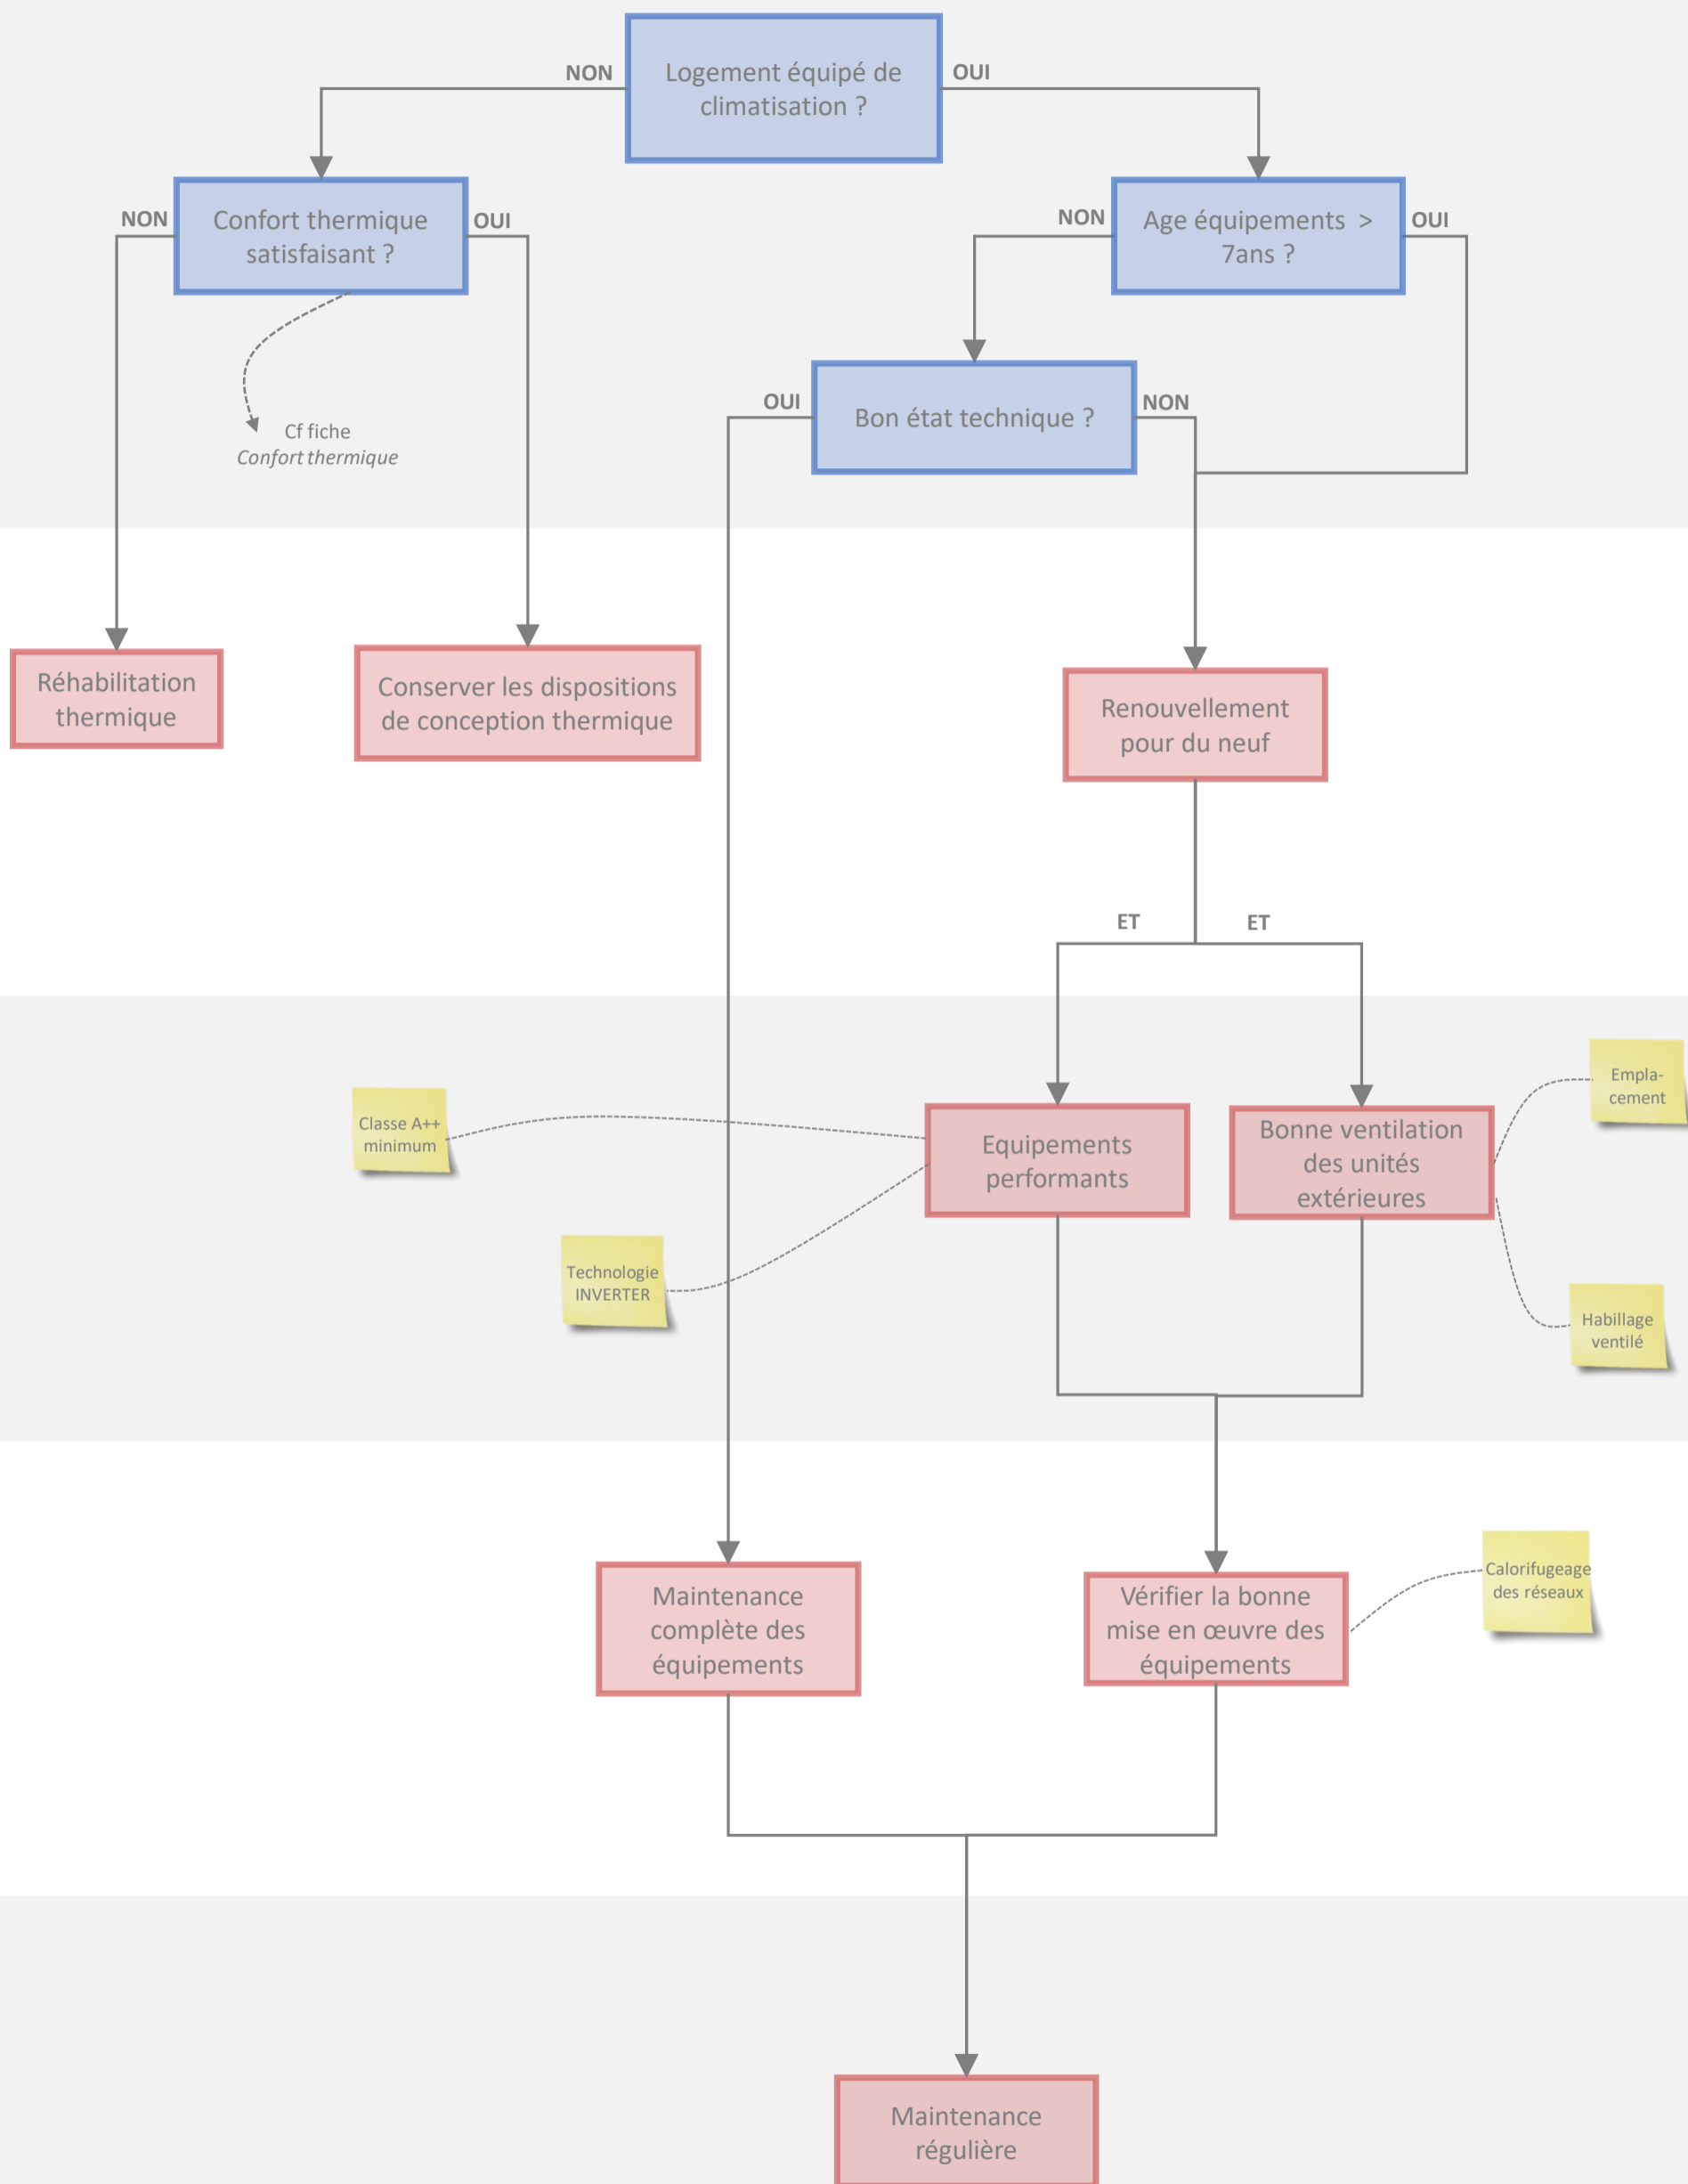 Logement équipé de
climatisation ?
NON
OUI
Confort thermique
satisfaisant ?
NON
OUI
Age équipements >
7ans ?
NON
OUI
Bon état technique ?
OUI
NON
Cf fiche
Confort thermique
Réhabilitation
thermique
Conserver les dispositions
de conception thermique
Renouvellement
pour du neuf
ET
ET
Classe A++
minimum
Technologie
INVERTER
Equipements
performants
Bonne ventilation
des unités
extérieures
Empla-
cement
Habillage
ventilé
Maintenance
complète des
équipements
Vérifier la bonne
mise en œuvre des
équipements
Calorifugeage
des réseaux
Maintenance
régulière